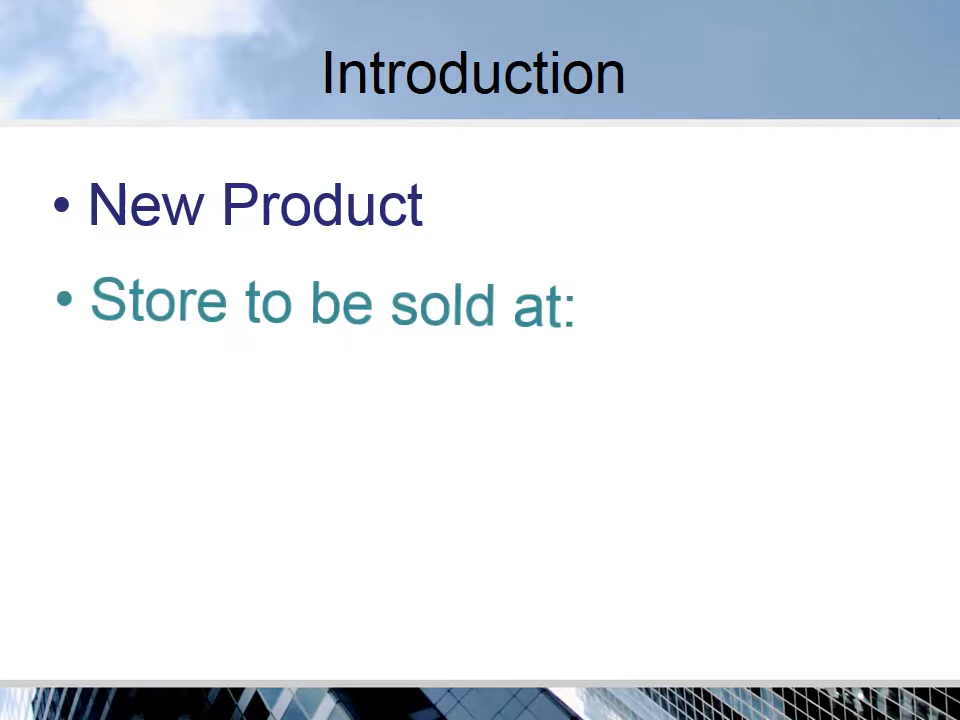 Introduction
• New Product
• Store to be sold at: